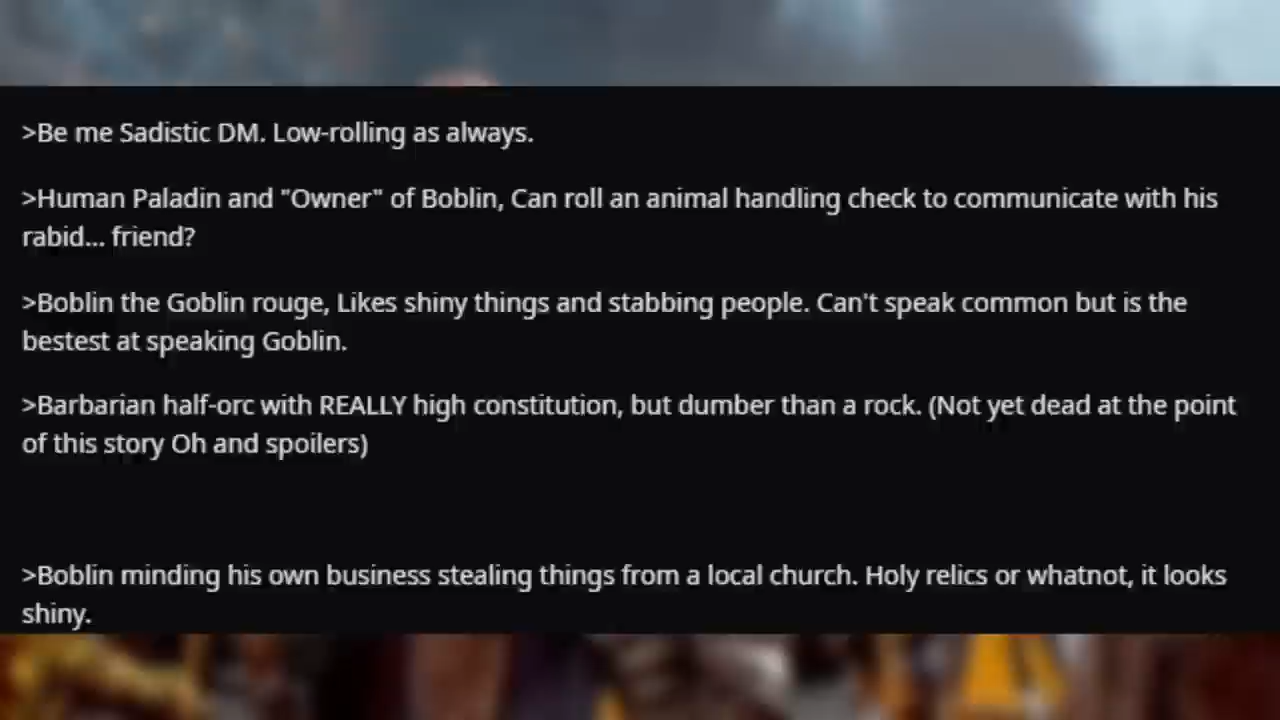 >Be me Sadistic DM. Low-rolling as always.
>Human Paladin and "Owner" of Boblin, Can roll an animal handling check to communicate with his
rabid... friend?
>Boblin the Goblin rouge, Likes shiny things and stabbing people. Can't speak common but is the
bestest at speaking Goblin.
>Barbarian half-orc with REALLY high constitution, but dumber than a rock. (Not yet dead at the point
of this story Oh and spoilers)
>Boblin minding his own business stealing things from a local church. Holy relics or whatnot, it looks
shiny.